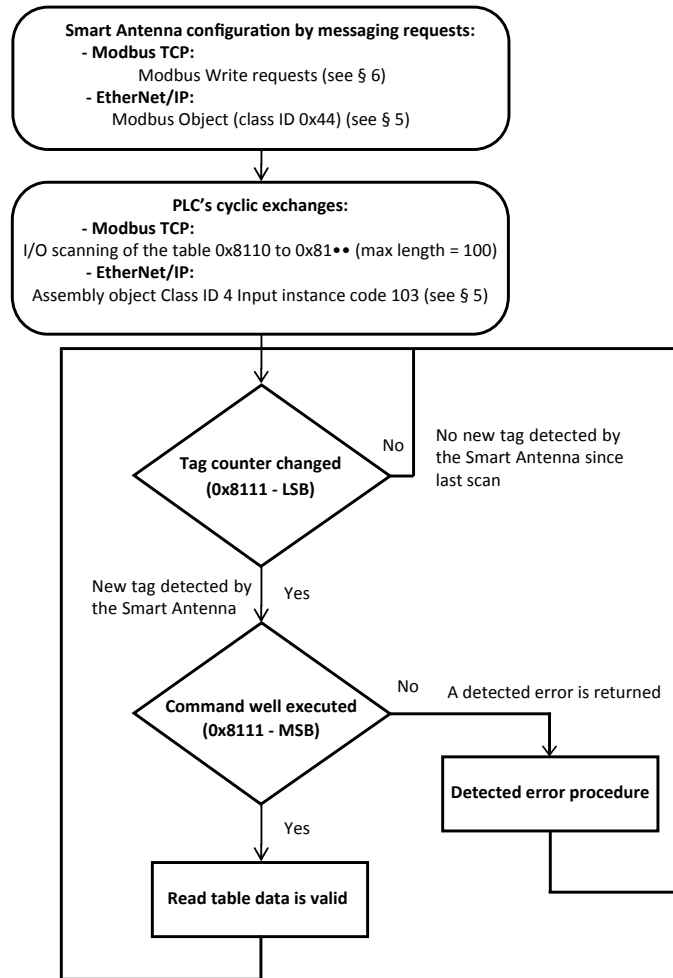 Smart Antenna configuration by messaging requests:
- Modbus TCP:
Modbus Write requests (see § 6)
- EtherNet/IP:
Modbus Object (class ID 0x44) (see § 5)
PLC's cyclic exchanges:
- Modbus TCP:
I/O scanning of the table 0x8110 to 0x81•• (max length = 100)
- EtherNet/IP:
Assembly object Class ID 4 Input instance code 103 (see § 5)
Tag counter changed
(0x8111 - LSB)
No
No new tag detected by
the Smart Antenna since
last scan
New tag detected by
the Smart Antenna
Yes
Command well executed
(0x8111 - MSB)
No
A detected error is returned
Detected error procedure
Yes
Read table data is valid